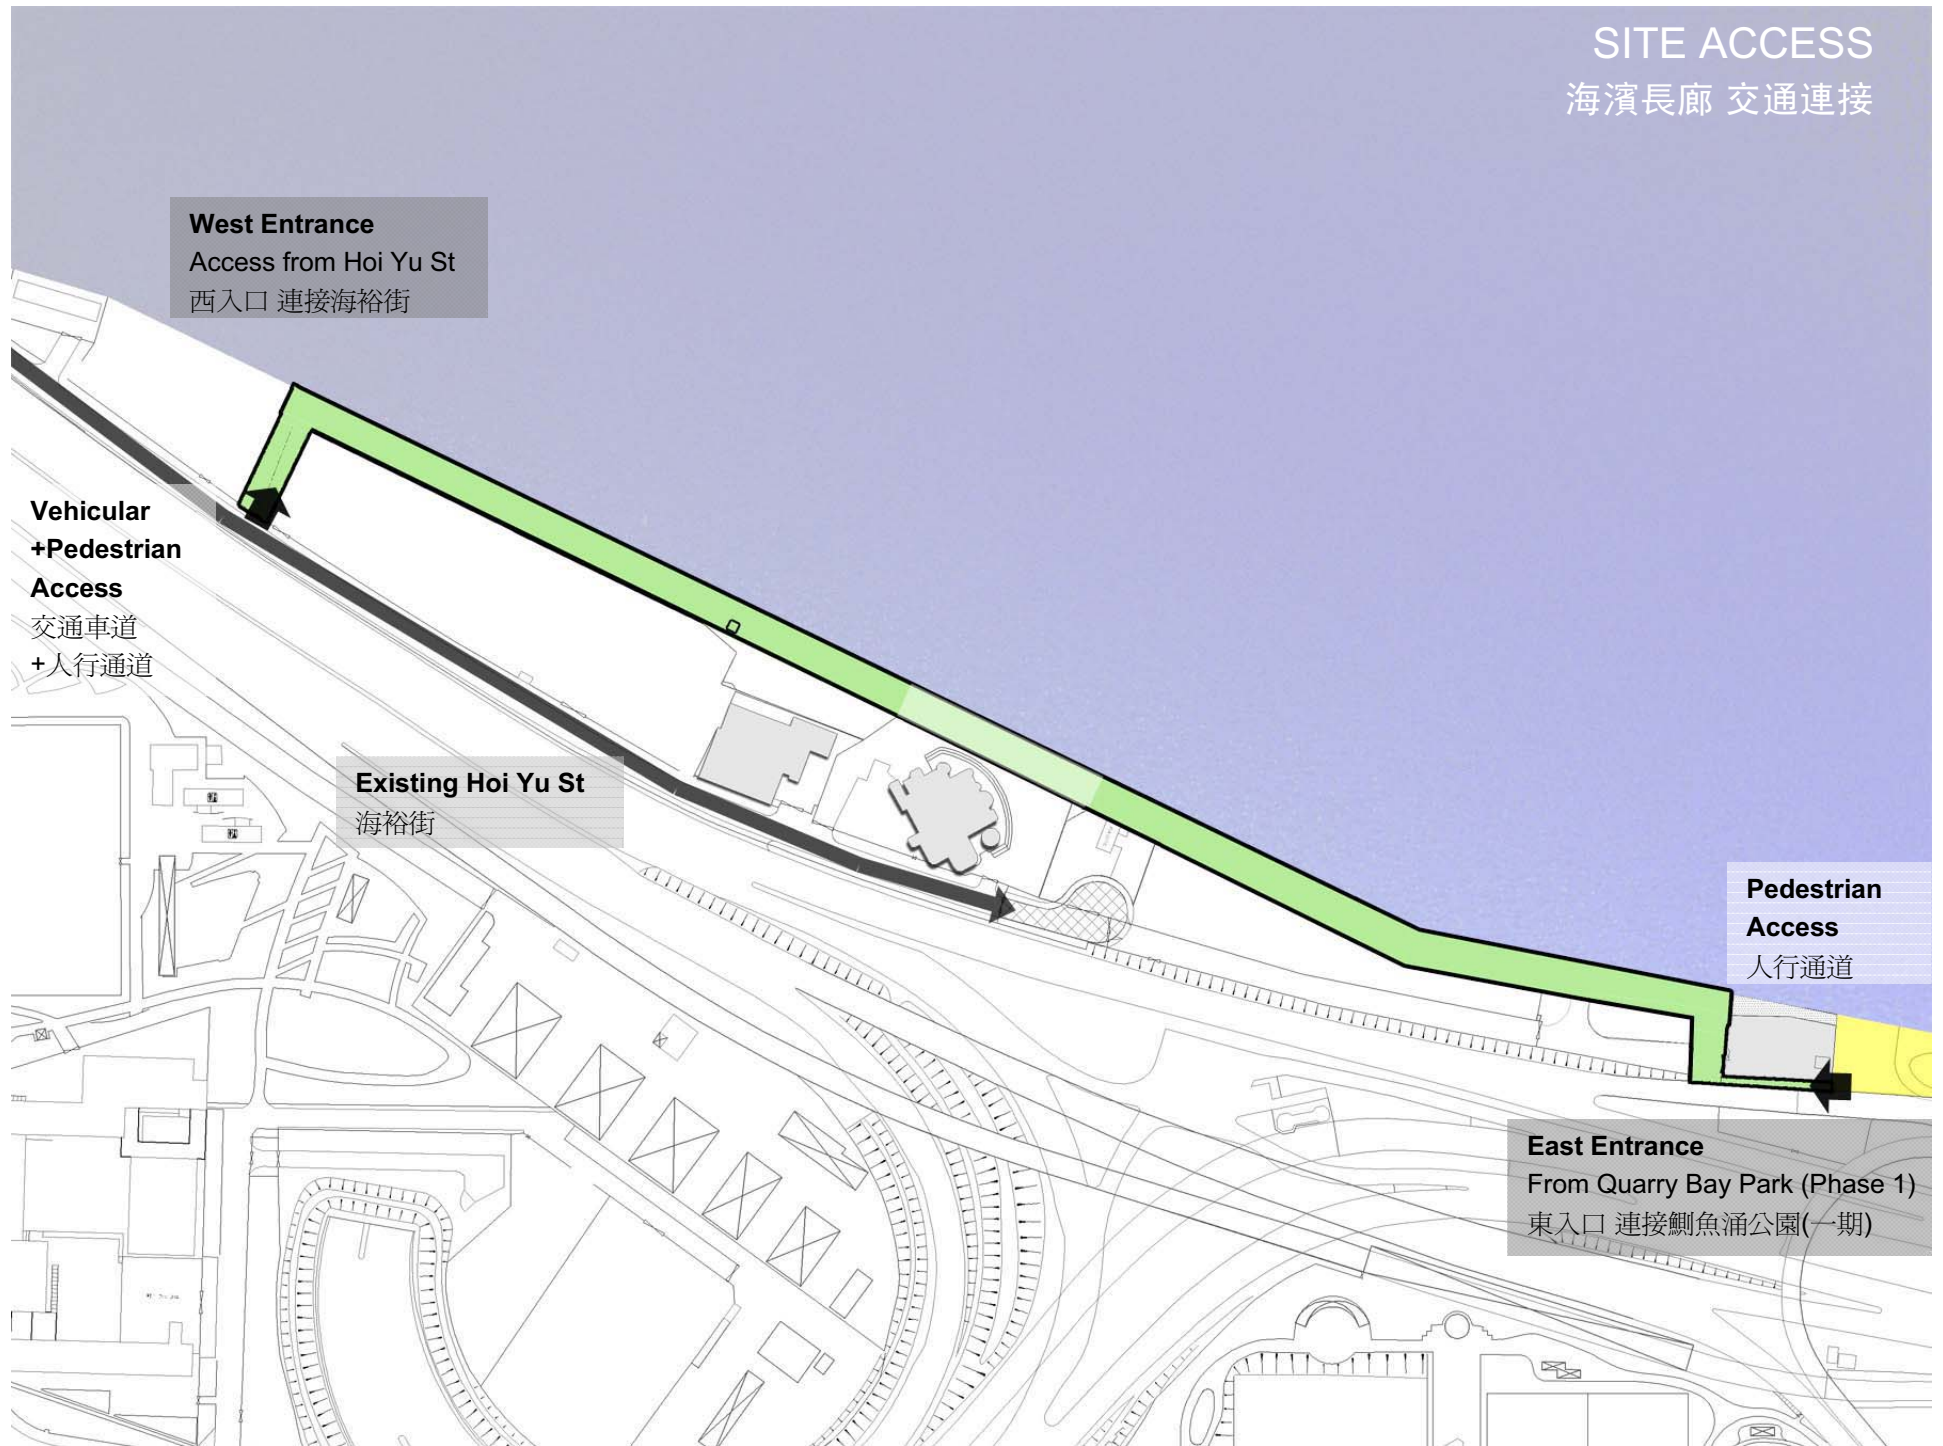 SITE ACCESS
海濱長廊 交通連接
West Entrance
Access from Hoi Yu St
西入口 連接海裕街
Vehicular
+Pedestrian
Access
交通車道
+人行通道
Existing Hoi Yu St
海裕街
Pedestrian
Access
人行通道
East Entrance
From Quarry Bay Park (Phase 1)
東入口 連接鰂魚涌公園(一期)